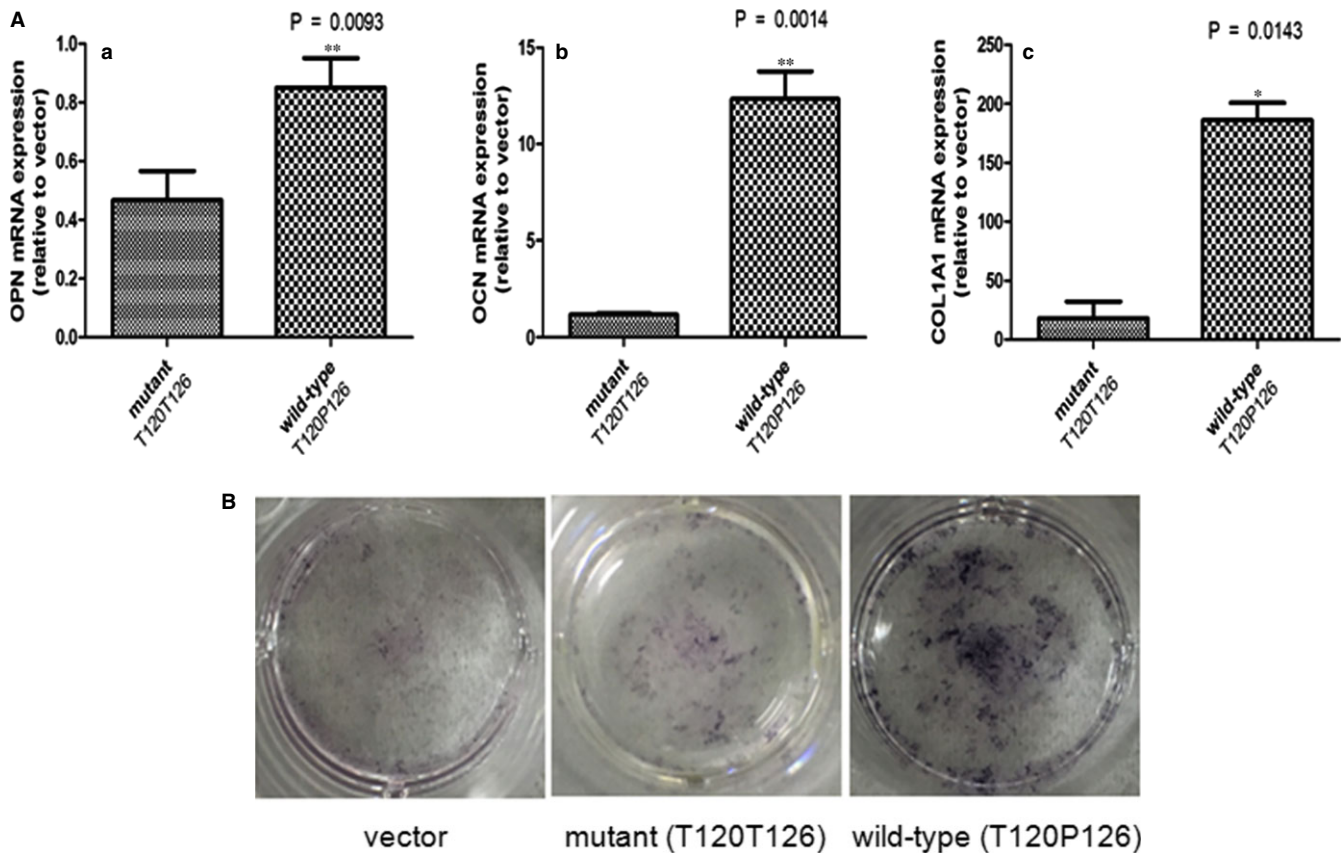 A
a
P = 0.0093
**
OPN mRNA expression
(relative to vector)
1.0
0.8
0.6
0.4
0.2
0.0
mutant
T120T126
wild-type
T120P126
b
P = 0.0014
**
OCN mRNA expression
(relative to vector)
15
10
5
0
mutant
T120T126
wild-type
T120P126
c
P = 0.0143
*
COL1A1 mRNA expression
(relative to vector)
250
200
150
100
50
0
mutant
T120T126
wild-type
T120P126
B
vector
mutant (T120T126)
wild-type (T120P126)